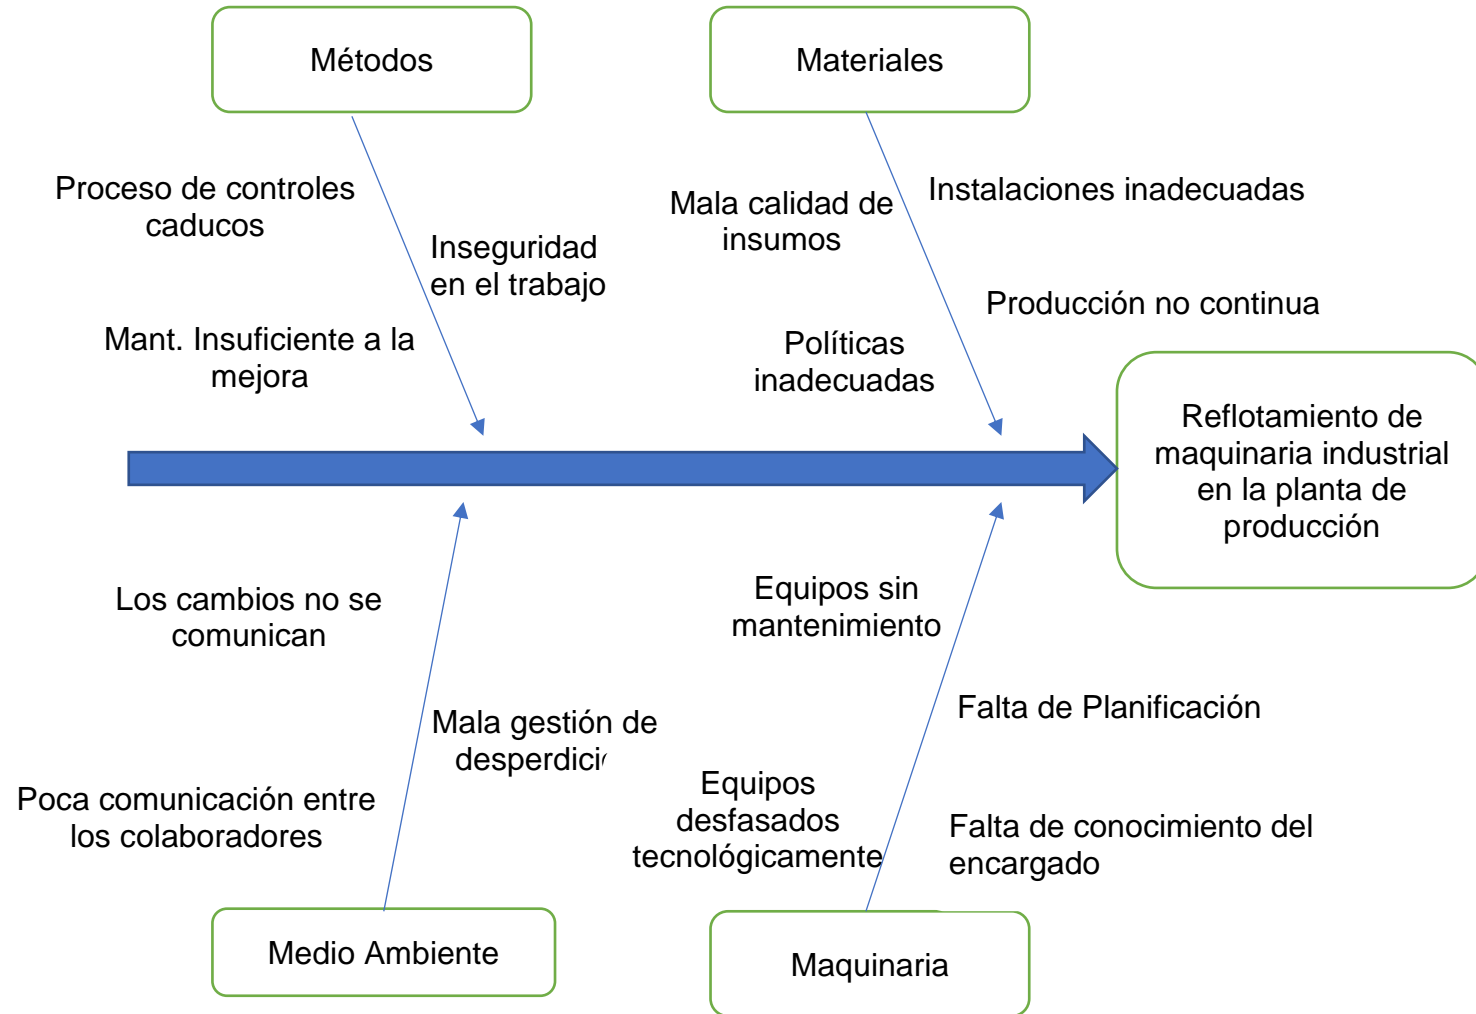 Métodos
Materiales
Proceso de controles
caducos
Inseguridad
en el trabajo
Mant. Insuficiente a la
mejora
Mala calidad de
insumos
Instalaciones inadecuadas
Producción no continua
Políticas
inadecuadas
Reflotamiento de
maquinaria industrial
en la planta de
producción
Los cambios no se
comunican
Mala gestión de
Poca comunicación entre
los colaboradores
Equipos sin
mantenimiento
Falta de Planificación
Equipos
desfasados
tecnológicamente
Falta de conocimiento del
encargado
Medio Ambiente
Maquinaria